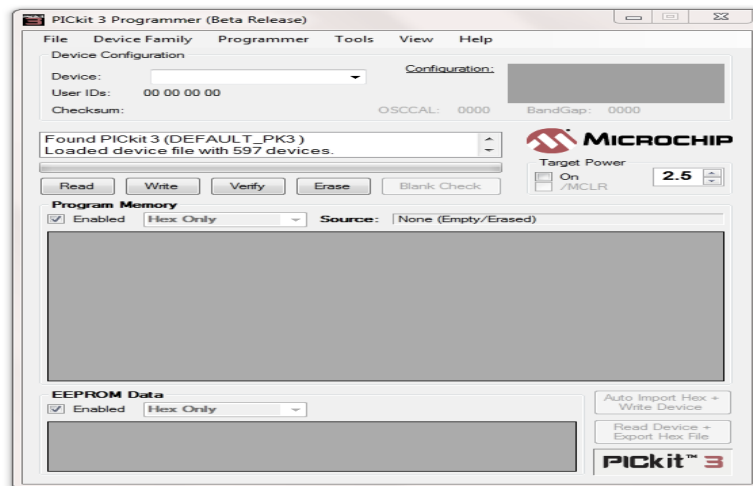 PICkit 3 Programmer (Beta Release)
File Device Family Programmer Tools View Help
Device Configuration
Device:
Configuration:
User IDs: 00 00 00 00
Checksum: OSCCAL: 0000 BandGap: 0000
Found PICkit 3 (DEFAULT_PK3 )
Loaded device file with 597 devices.
MICROCHIP
Target Power
On
/MCLR
2.5
Read Write Verify Erase Blank Check
Program Memory
Enabled Hex Only Source: None (Empty/Erased)
EEPROM Data
Enabled Hex Only
Auto Import Hex +
Write Device
Read Device +
Export Hex File
PICkit™ 3